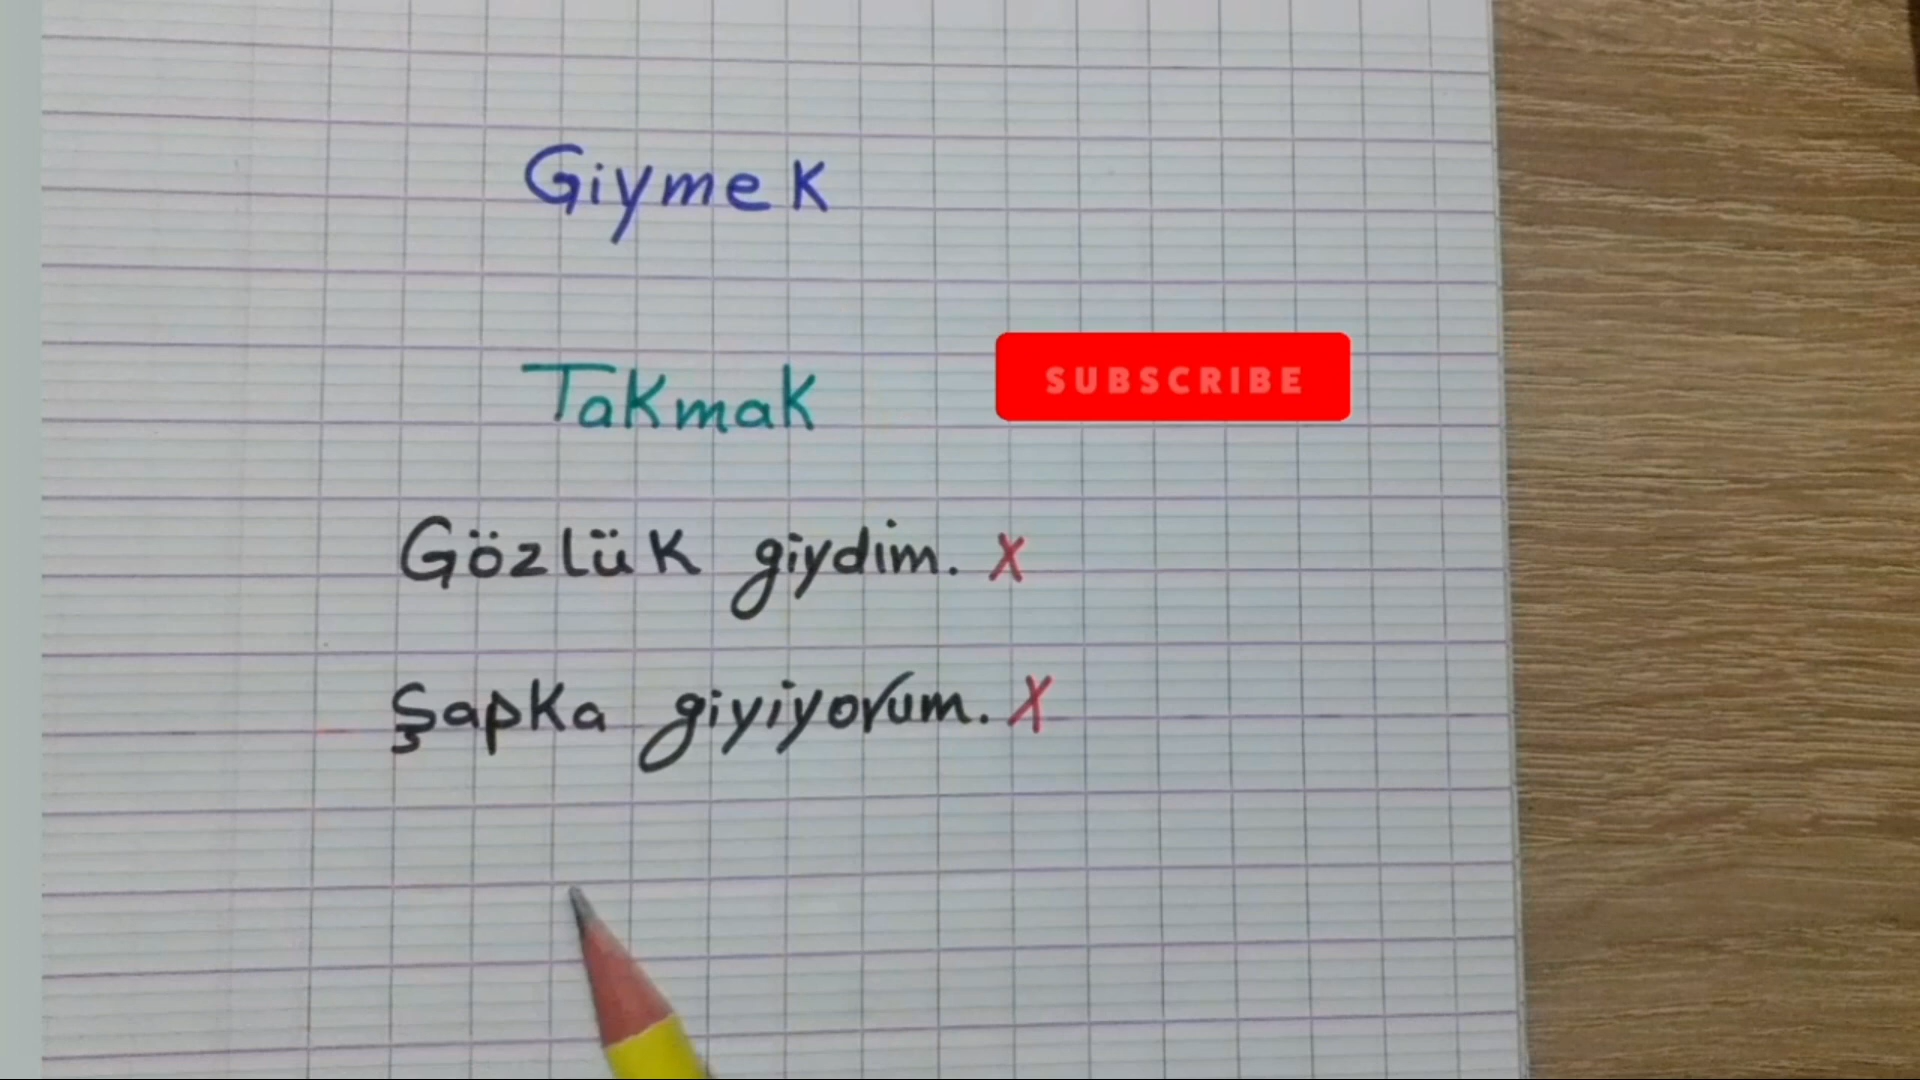 Giymek
Takmak
SUBSCRIBE
Gözlük giydim. X
Şapka giyiyorum. X